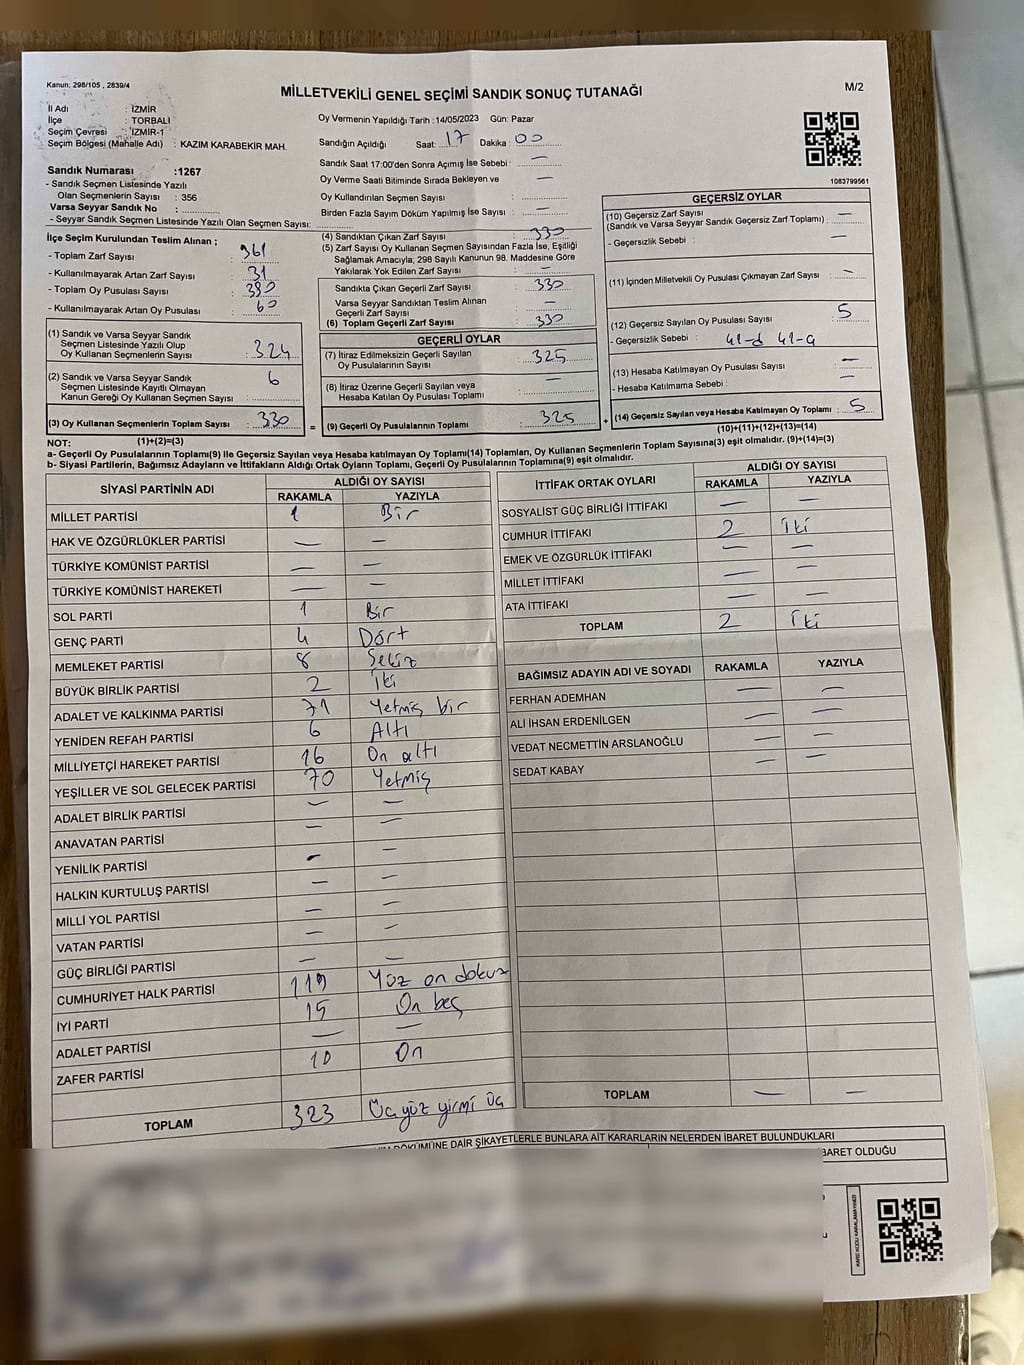 Kanun: 298/105 , 2839/4
MİLLETVEKİLİ GENEL SEÇİMİ SANDIK SONUÇ TUTANAĞI
M/2
İl Adı : İZMİR
İlçe : TORBALI
Seçim Çevresi : İZMİR-1
Seçim Bölgesi (Mahalle Adı) : KAZIM KARABEKİR MAH.
Sandık Numarası :1267
- Sandık Seçmen Listesinde Yazılı
Olan Seçmenlerin Sayısı : 356
Varsa Seyyar Sandık No :
- Seyyar Sandık Seçmen Listesinde Yazılı Olan Seçmen Sayısı:
Oy Vermenin Yapıldığı Tarih : 14/05/2023 Gün: Pazar
Sandığın Açıldığı Saat: 17 Dakika : 00
Sandık Saat 17:00'den Sonra Açılmış İse Sebebi : —
Oy Verme Saati Bitiminde Sırada Bekleyen ve —
Oy Kullandırılan Seçmen Sayısı :
Birden Fazla Sayım Döküm Yapılmış İse Sayısı : —
1083799561
İlçe Seçim Kurulundan Teslim Alınan ;
- Toplam Zarf Sayısı : 361
- Kullanılmayarak Artan Zarf Sayısı : 31
- Toplam Oy Pusulası Sayısı : 390
- Kullanılmayarak Artan Oy Pusulası : 60
(1) Sandık ve Varsa Seyyar Sandık
Seçmen Listesinde Yazılı Olup
Oy Kullanan Seçmenlerin Sayısı : 324
(2) Sandık ve Varsa Seyyar Sandık
Seçmen Listesinde Kayıtlı Olmayan
Kanun Gereği Oy Kullanan Seçmen Sayısı : 6
(3) Oy Kullanan Seçmenlerin Toplam Sayısı : 330
(4) Sandıktan Çıkan Zarf Sayısı : 330
(5) Zarf Sayısı Oy Kullanan Seçmen Sayısından Fazla İse, Eşitliği
Sağlamak Amacıyla; 298 Sayılı Kanunun 98. Maddesine Göre
Yakılarak Yok Edilen Zarf Sayısı : —
Sandıkta Çıkan Geçerli Zarf Sayısı : 330
Varsa Seyyar Sandıktan Teslim Alınan
Geçerli Zarf Sayısı : —
(6) Toplam Geçerli Zarf Sayısı : 330
GEÇERLİ OYLAR
(7) İtiraz Edilmeksizin Geçerli Sayılan
Oy Pusulalarının Sayısı : 325
(8) İtiraz Üzerine Geçerli Sayılan veya
Hesaba Katılan Oy Pusulası Toplamı : —
= (9) Geçerli Oy Pusulalarının Toplamı : 325
GEÇERSİZ OYLAR
(10) Geçersiz Zarf Sayısı
(Sandık ve Varsa Seyyar Sandık Geçersiz Zarf Toplamı) : —
- Geçersizlik Sebebi : —
(11) İçinden Milletvekili Oy Pusulası Çıkmayan Zarf Sayısı : —
(12) Geçersiz Sayılan Oy Pusulası Sayısı : 5
- Geçersizlik Sebebi : 41-d 41-a
(13) Hesaba Katılmayan Oy Pusulası Sayısı : —
- Hesaba Katılmama Sebebi : —
+ (14) Geçersiz Sayılan veya Hesaba Katılmayan Oy Toplamı : 5
NOT: (1)+(2)=(3)
(10)+(11)+(12)+(13)=(14)
a- Geçerli Oy Pusulalarının Toplamı(9) ile Geçersiz Sayılan veya Hesaba katılmayan Oy Toplamı(14) Toplamları, Oy Kullanan Seçmenlerin Toplam Sayısına(3) eşit olmalıdır. (9)+(14)=(3)
b- Siyasi Partilerin, Bağımsız Adayların ve İttifakların Aldığı Ortak Oyların Toplamı, Geçerli Oy Pusulalarının Toplamına(9) eşit olmalıdır.
SİYASİ PARTİNİN ADI ALDIĞI OY SAYISI
RAKAMLA YAZIYLA
MİLLET PARTİSİ 1 Bir
HAK VE ÖZGÜRLÜKLER PARTİSİ — —
TÜRKİYE KOMÜNİST PARTİSİ — —
TÜRKİYE KOMÜNİST HAREKETİ — —
SOL PARTİ 1 Bir
GENÇ PARTİ 4 Dört
MEMLEKET PARTİSİ 8 Sekiz
BÜYÜK BİRLİK PARTİSİ 2 İki
ADALET VE KALKINMA PARTİSİ 71 Yetmiş bir
YENİDEN REFAH PARTİSİ 6 Altı
MİLLİYETÇİ HAREKET PARTİSİ 16 On altı
YEŞİLLER VE SOL GELECEK PARTİSİ 70 Yetmiş
ADALET BİRLİK PARTİSİ — —
ANAVATAN PARTİSİ — —
YENİLİK PARTİSİ — —
HALKIN KURTULUŞ PARTİSİ — —
MİLLİ YOL PARTİSİ — —
VATAN PARTİSİ — —
GÜÇ BİRLİĞİ PARTİSİ — —
CUMHURİYET HALK PARTİSİ 119 Yüz on dokuz
İYİ PARTİ 15 On beş
ADALET PARTİSİ — —
ZAFER PARTİSİ 10 On
TOPLAM 323 Üç yüz yirmi üç
İTTİFAK ORTAK OYLARI ALDIĞI OY SAYISI
RAKAMLA YAZIYLA
SOSYALİST GÜÇ BİRLİĞİ İTTİFAKI — —
CUMHUR İTTİFAKI 2 İki
EMEK VE ÖZGÜRLÜK İTTİFAKI — —
MİLLET İTTİFAKI — —
ATA İTTİFAKI — —
TOPLAM 2 İki
BAĞIMSIZ ADAYIN ADI VE SOYADI RAKAMLA YAZIYLA
FERHAN ADEMHAN — —
ALİ İHSAN ERDENİLGEN — —
VEDAT NECMETTİN ARSLANOĞLU — —
SEDAT KABAY — —
TOPLAM — —
DÖKÜMÜNE DAİR ŞİKAYETLERLE BUNLARA AİT KARARLARIN NELERDEN İBARET BULUNDUKLARI
OLDUĞU